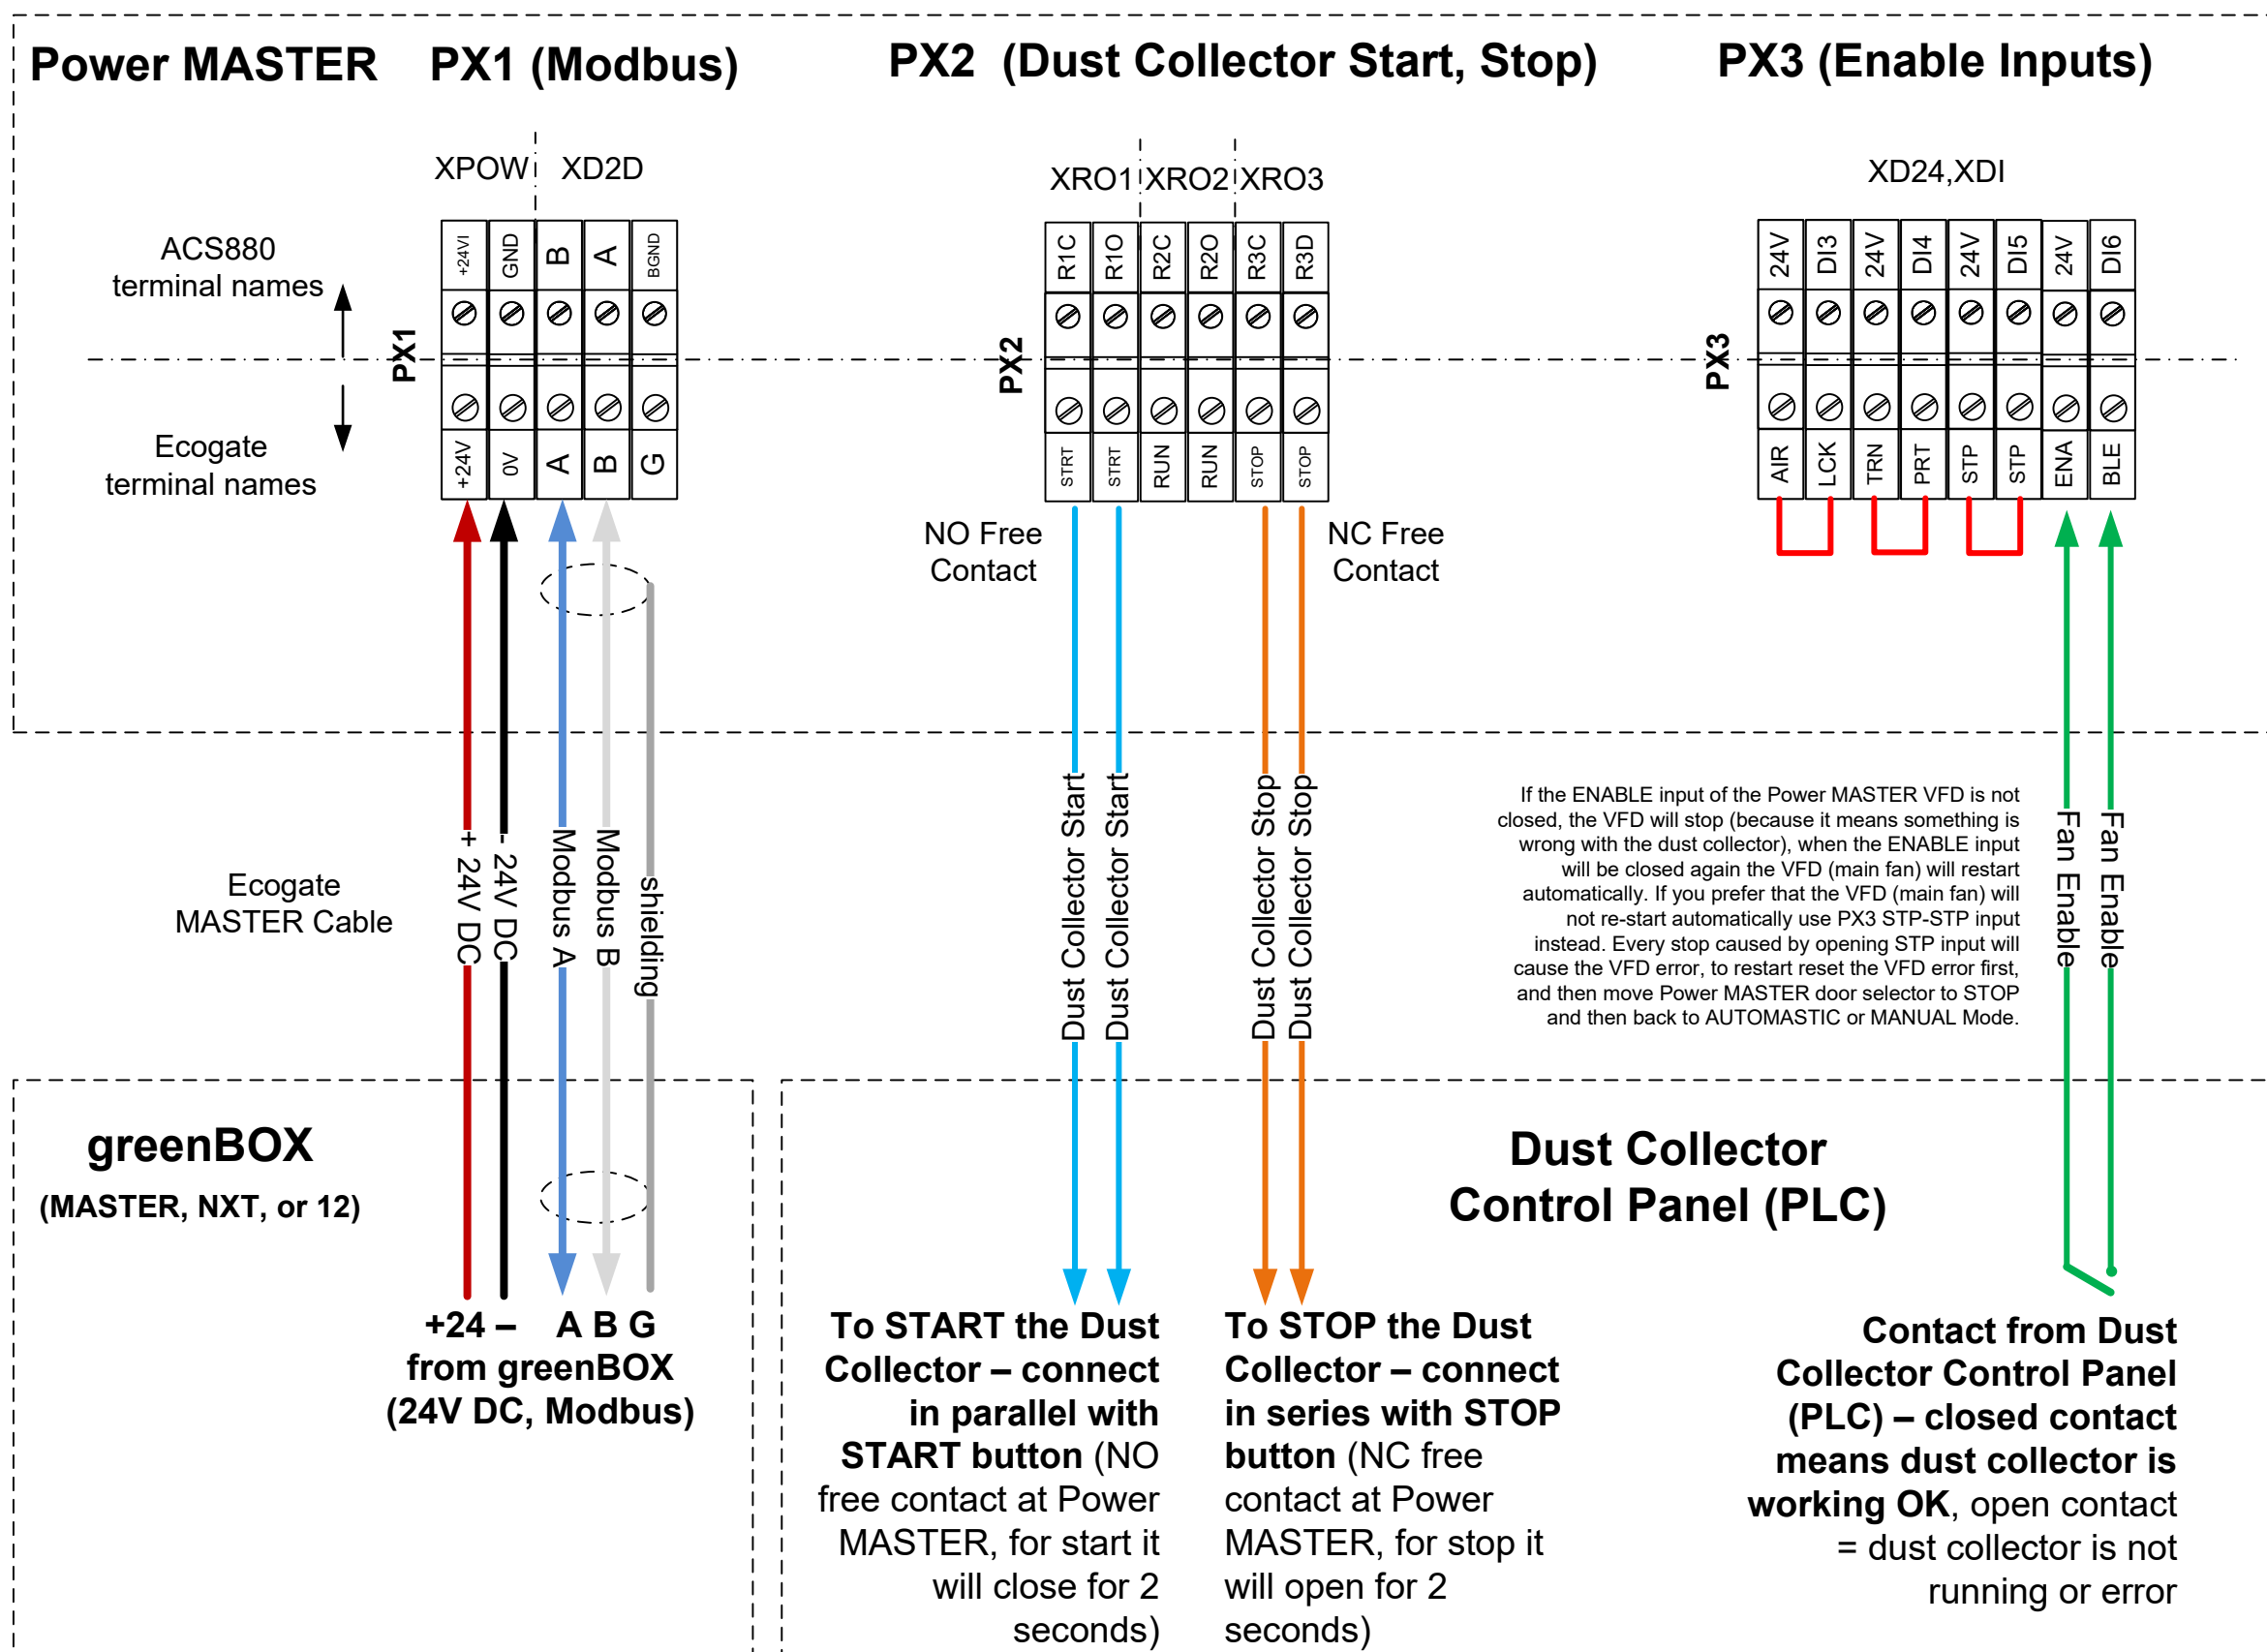 Power MASTER
PX1 (Modbus)
PX2 (Dust Collector Start, Stop)
PX3 (Enable Inputs)
XPOW
XD2D
XRO1
XRO2
XRO3
XD24,XDI
ACS880
terminal names
+24VI
GND
B
A
BGND
R1C
R1O
R2C
R2O
R3C
R3D
24V
DI3
24V
DI4
24V
DI5
24V
DI6
PX1
PX2
PX3
Ecogate
terminal names
+24V
0V
A
B
G
STRT
STRT
RUN
RUN
STOP
STOP
AIR
LCK
TRN
PRT
STP
STP
ENA
BLE
NO Free
Contact
NC Free
Contact
Ecogate
MASTER Cable
+ 24V DC
- 24V DC
Modbus A
Modbus B
shielding
Dust Collector Start
Dust Collector Start
Dust Collector Stop
Dust Collector Stop
If the ENABLE input of the Power MASTER VFD is not
closed, the VFD will stop (because it means something is
wrong with the dust collector), when the ENABLE input
will be closed again the VFD (main fan) will restart
automatically. If you prefer that the VFD (main fan) will
not re-start automatically use PX3 STP-STP input
instead. Every stop caused by opening STP input will
cause the VFD error, to restart reset the VFD error first,
and then move Power MASTER door selector to STOP
and then back to AUTOMASTIC or MANUAL Mode.
Fan Enable
Fan Enable
greenBOX
(MASTER, NXT, or 12)
+24 – A B G
from greenBOX
(24V DC, Modbus)
Dust Collector
Control Panel (PLC)
To START the Dust
Collector – connect
in parallel with
START button (NO
free contact at Power
MASTER, for start it
will close for 2
seconds)
To STOP the Dust
Collector – connect
in series with STOP
button (NC free
contact at Power
MASTER, for stop it
will open for 2
seconds)
Contact from Dust
Collector Control Panel
(PLC) – closed contact
means dust collector is
working OK, open contact
= dust collector is not
running or error